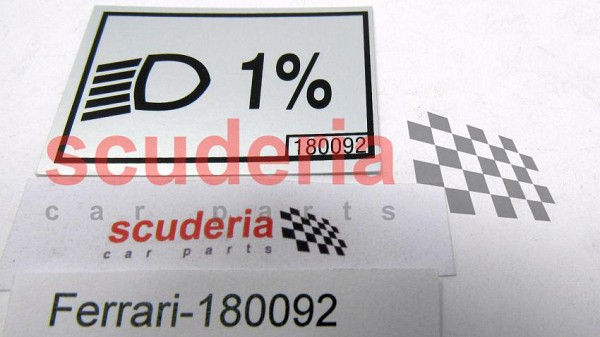 1%
180092
scuderia
car parts
scuderia
car parts
Ferrari-180092